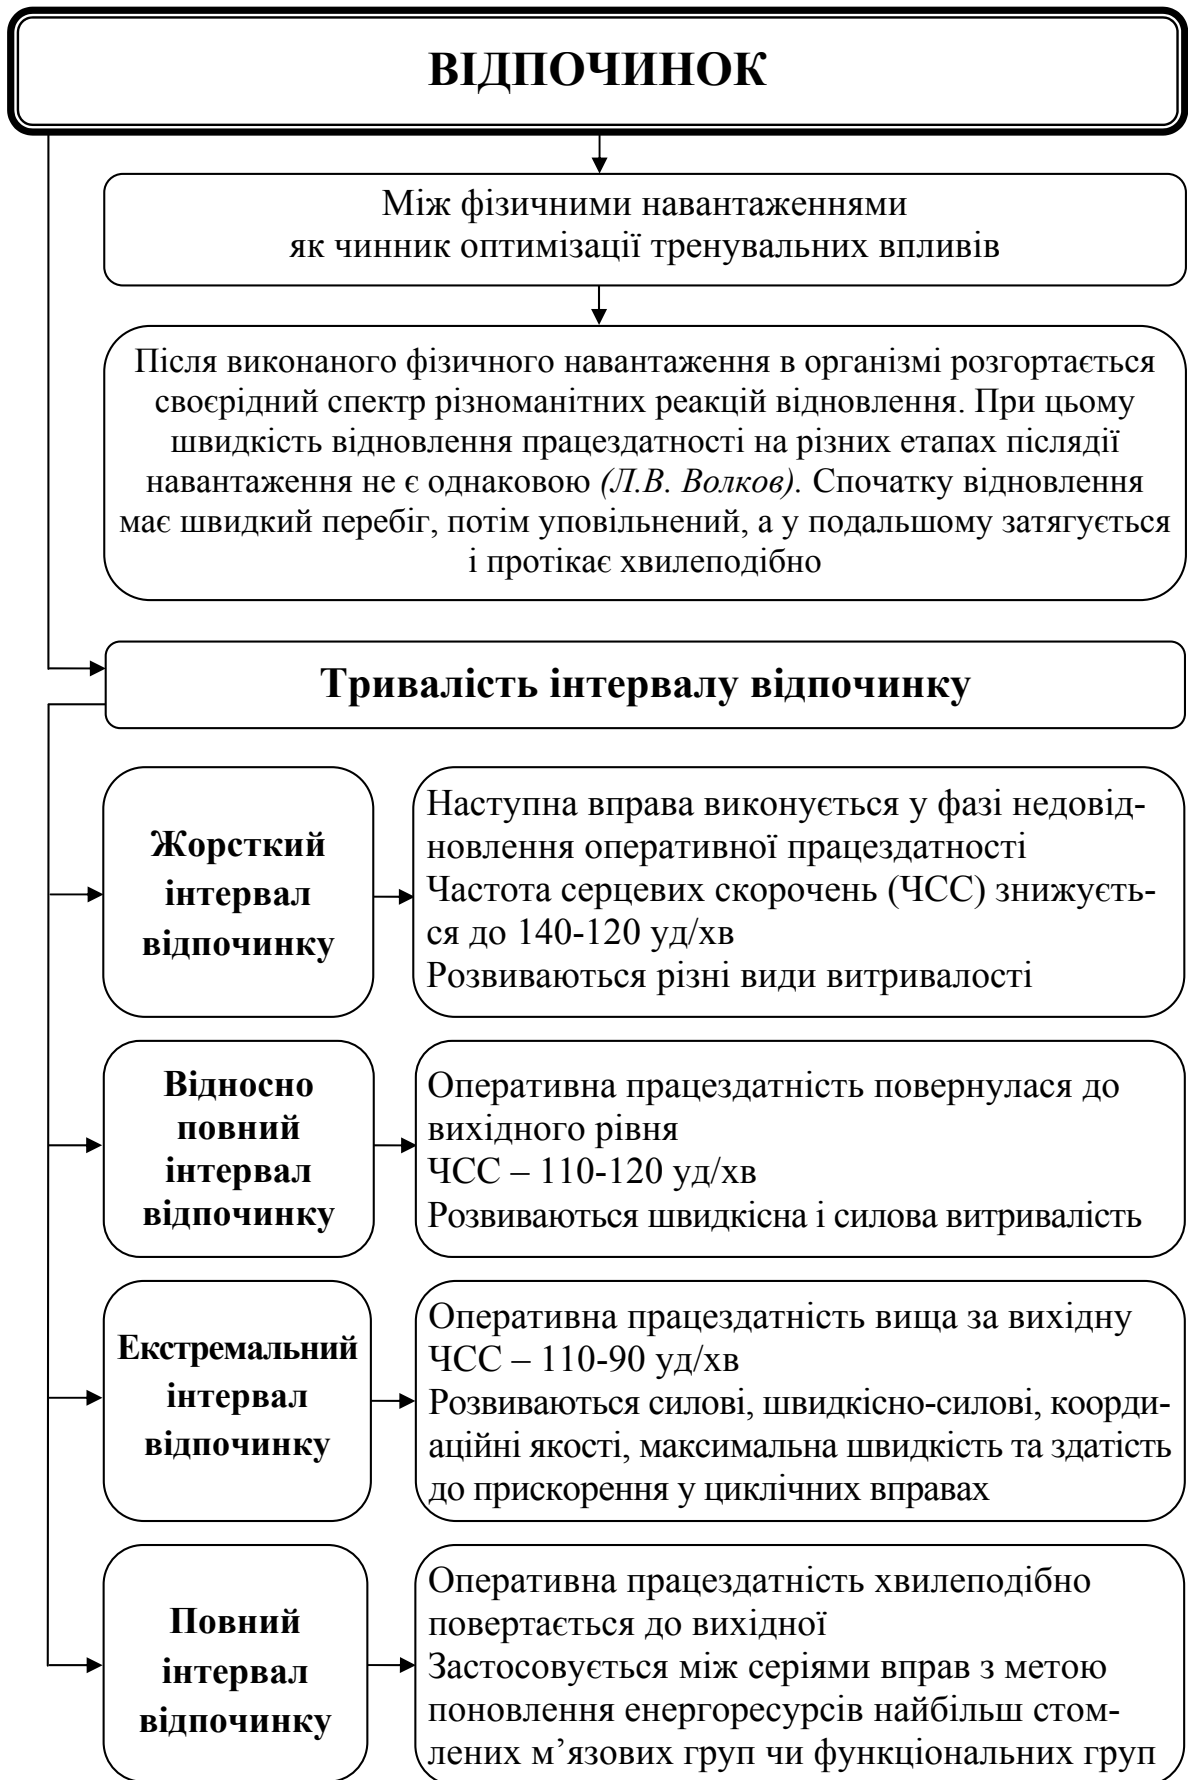 ВІДПОЧИНОК
Між фізичними навантаженнями
як чинник оптимізації тренувальних впливів
Після виконаного фізичного навантаження в організмі розгортається
своєрідний спектр різноманітних реакцій відновлення. При цьому
швидкість відновлення працездатності на різних етапах післядії
навантаження не є однаковою (Л.В. Волков). Спочатку відновлення
має швидкий перебіг, потім уповільнений, а у подальшому затягується
і протікає хвилеподібно
Тривалість інтервалу відпочинку
Жорсткий
інтервал
відпочинку
Наступна вправа виконується у фазі недовід-
новлення оперативної працездатності
Частота серцевих скорочень (ЧСС) знижуєть-
ся до 140-120 уд/хв
Розвиваються різні види витривалості
Відносно
повний
інтервал
відпочинку
Оперативна працездатність повернулася до
вихідного рівня
ЧСС – 110-120 уд/хв
Розвиваються швидкісна і силова витривалість
Екстремальний
інтервал
відпочинку
Оперативна працездатність вища за вихідну
ЧСС – 110-90 уд/хв
Розвиваються силові, швидкісно-силові, коорди-
аційні якості, максимальна швидкість та здатість
до прискорення у циклічних вправах
Повний
інтервал
відпочинку
Оперативна працездатність хвилеподібно
повертається до вихідної
Застосовується між серіями вправ з метою
поновлення енергоресурсів найбільш стом-
лених м’язових груп чи функціональних груп